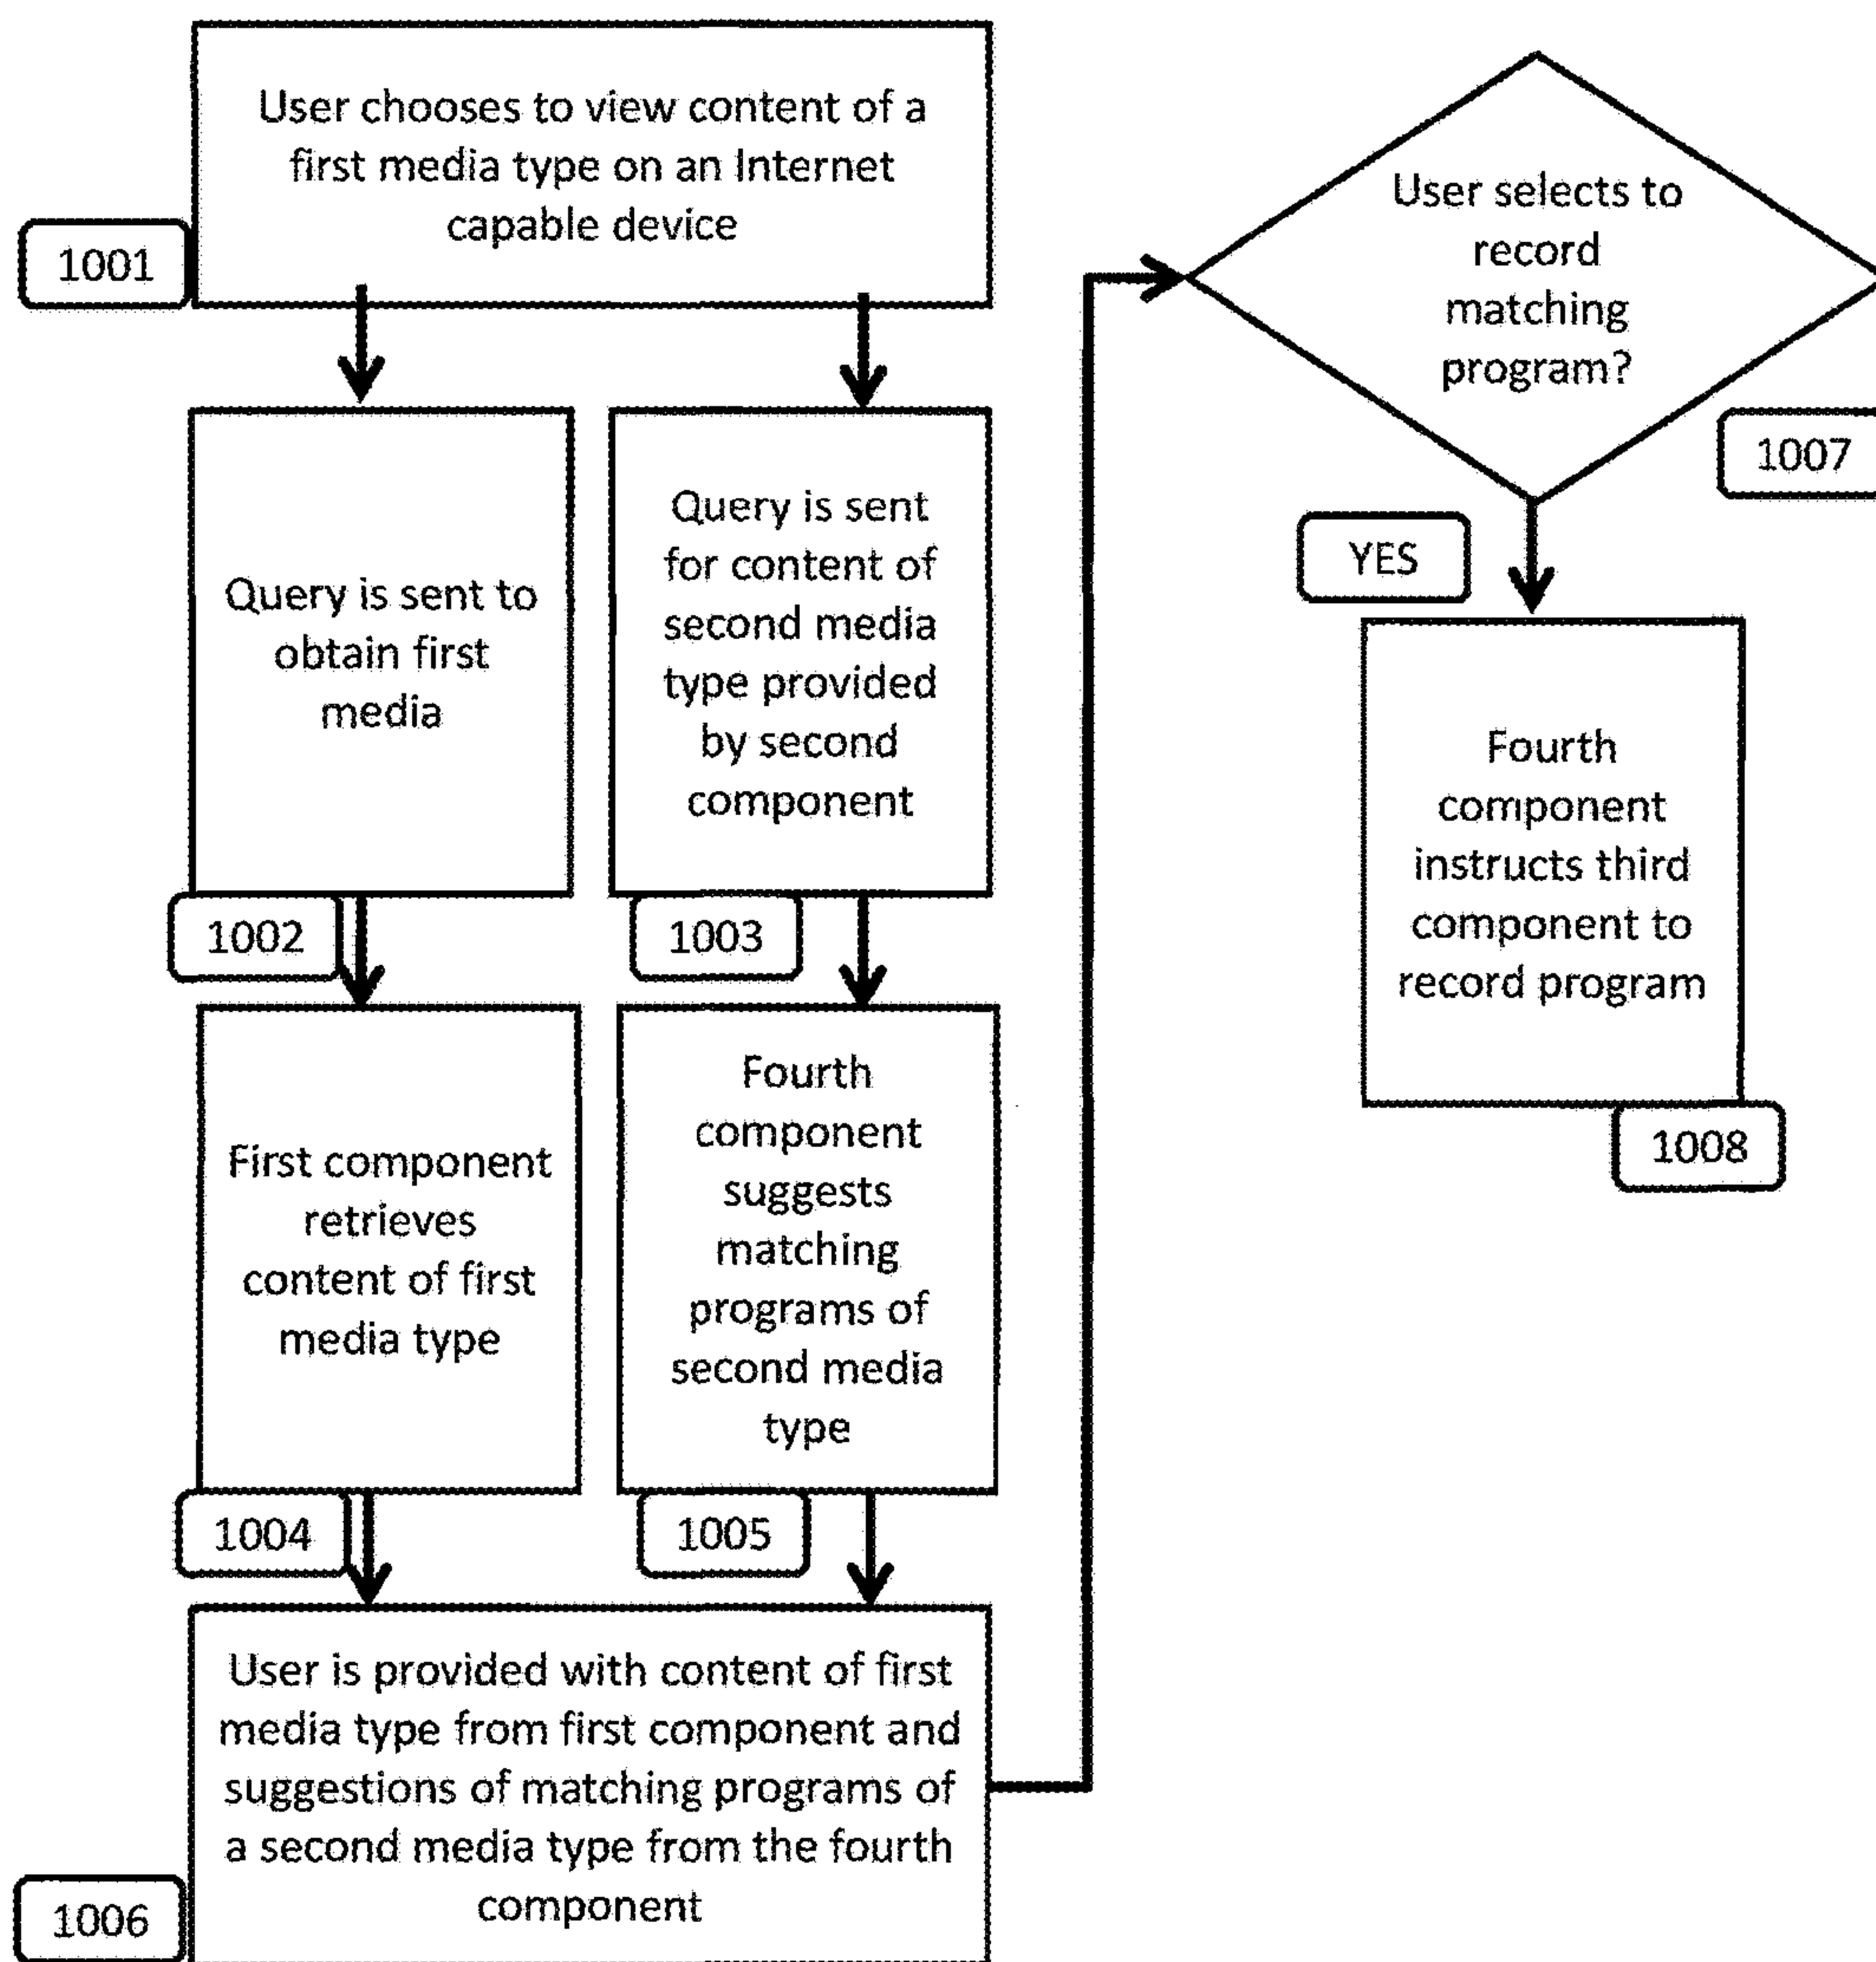 User chooses to view content of a
first media type on an Internet
capable device
1001
Query is sent to
obtain first
media
1002
Query is sent
for content of
second media
type provided
by second
component
1003
First component
retrieves
content of first
media type
1004
Fourth
component
suggests
matching
programs of
second media
type
1005
User is provided with content of first
media type from first component and
suggestions of matching programs of
a second media type from the fourth
component
1006
User selects to
record
matching
program?
1007
YES
Fourth
component
instructs third
component to
record program
1008